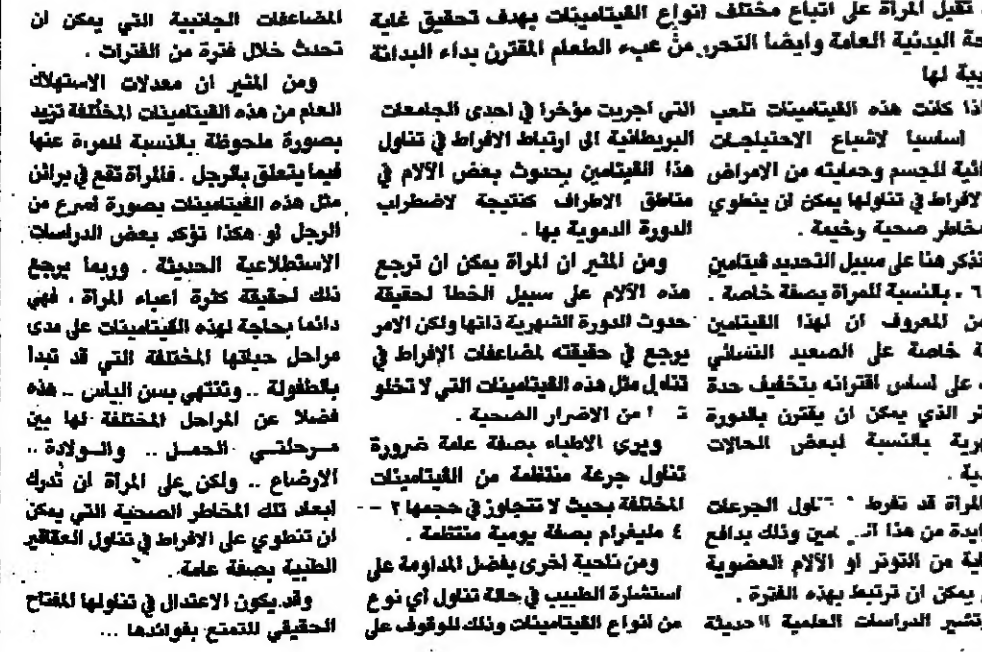 تقبل المرأة على اتباع مختلف انواع الفيتامينات بهدف تحقيق غاية
البدنية العامة وايضا التحرر من عبء الطعام المقترن بداء البدانة
لها
كانت هذه الفيتامينات تلعب
اساسيا لاشباع الاحتياجات
للجسم وحمايته من الامراض
الافراط في تناولها يمكن ان ينطوي
مخاطر صحية وخيمة .
نذكر هنا على سبيل التحديد فيتامين
٦ ، بالنسبة للمرأة بصفة خاصة .
المعروف ان لهذا الفيتامين
خاصة على الصعيد النسائي
على اساس اقترانه بتخفيف حدة
الذي يمكن ان يقترن بالدورة
بالنسبة لبعض الحالات
المرأة قد تفرط تناول الجرعات
من هذا وذلك بدافع
من التوتر او الآلام العضوية
يمكن ان ترتبط بهذه الفترة .
وتشير الدراسات العلمية الحديثة
التي اجريت مؤخرا في احدى الجامعات
البريطانية الى ارتباط الافراط في تناول
هذا الفيتامين بحدوث بعض الآلام في
مناطق الاطراف كنتيجة لاضطراب
الدورة الدموية بها .
ومن المثير ان المرأة يمكن ان ترجع
هذه الآلام على سبيل الخطا لحقيقة
حدوث الدورة الشهرية ذاتها ولكن الامر
يرجع في حقيقته لمضاعفات الإفراط في
تناول مثل هذه الفيتامينات التي لا تخلو
من الاضرار الصحية .
ويرى الاطباء بصفة عامة ضرورة
تناول جرعة منتظمة من الفيتامينات
المختلفة بحيث لا تتجاوز في حجمها ٢ -
٤ مليغرام بصفة يومية منتظمة .
ومن ناحية اخرى يفضل المداومة على
استشارة الطبيب في حالة تناول أي نوع
من انواع الفيتامينات وذلك للوقوف على
المضاعفات الجانبية التي يمكن ان
تحدث خلال فترة من الفترات .
ومن المثير ان معدلات الاستهلاك
العام من هذه الفيتامينات المختلفة تزيد
بصورة ملحوظة بالنسبة للمرءة عنها
فيما يتعلق بالرجل . فالمرأة تقع في براثن
مثل هذه الفيتامينات بصورة اسرع من
الرجل او هكذا تؤكد بعض الدراسات
الاستطلاعية الحديثة . وربما يرجع
ذلك لحقيقة كثرة اعباء المرأة ، فهي
دائما بحاجة لهذه الفيتامينات على مدى
مراحل حياتها المختلفة التي قد تبدأ
بالطفولة .. وتنتهي بسن الياس .. هذه
فضلا عن المراحل المختلفة لها بين
مرحلتي الحمل .. والولادة ..
الارضاع .. ولكن على المرأة ان تدرك
ابعاد تلك المخاطر الصحية التي يمكن
ان تنطوي على الافراط في تناول العقاقير
الطبية بصفة عامة .
وقد يكون الاعتدال في تناولها المفتاح
الحقيقي للتمتع بفوائدها ...